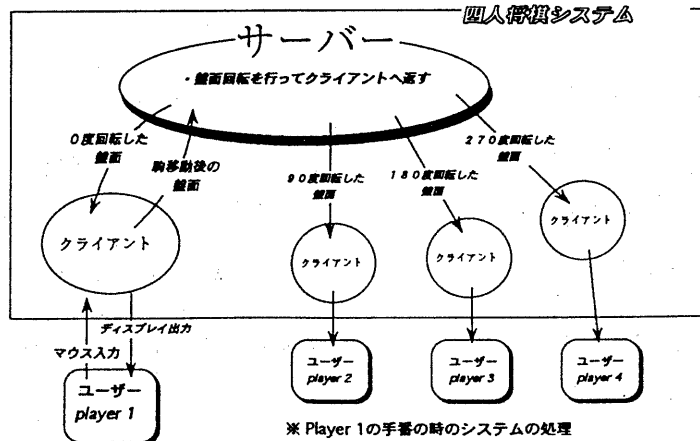 四人将棋システム
サーバー
・盤面回転を行ってクライアントへ返す
0度回転した
盤面
駒移動後の
盤面
90度回転した
盤面
180度回転した
盤面
270度回転した
盤面
クライアント
クライアント
クライアント
クライアント
マウス入力
ディスプレイ出力
ユーザー
player 1
ユーザー
player 2
ユーザー
player 3
ユーザー
player 4
※ Player 1の手番の時のシステムの処理